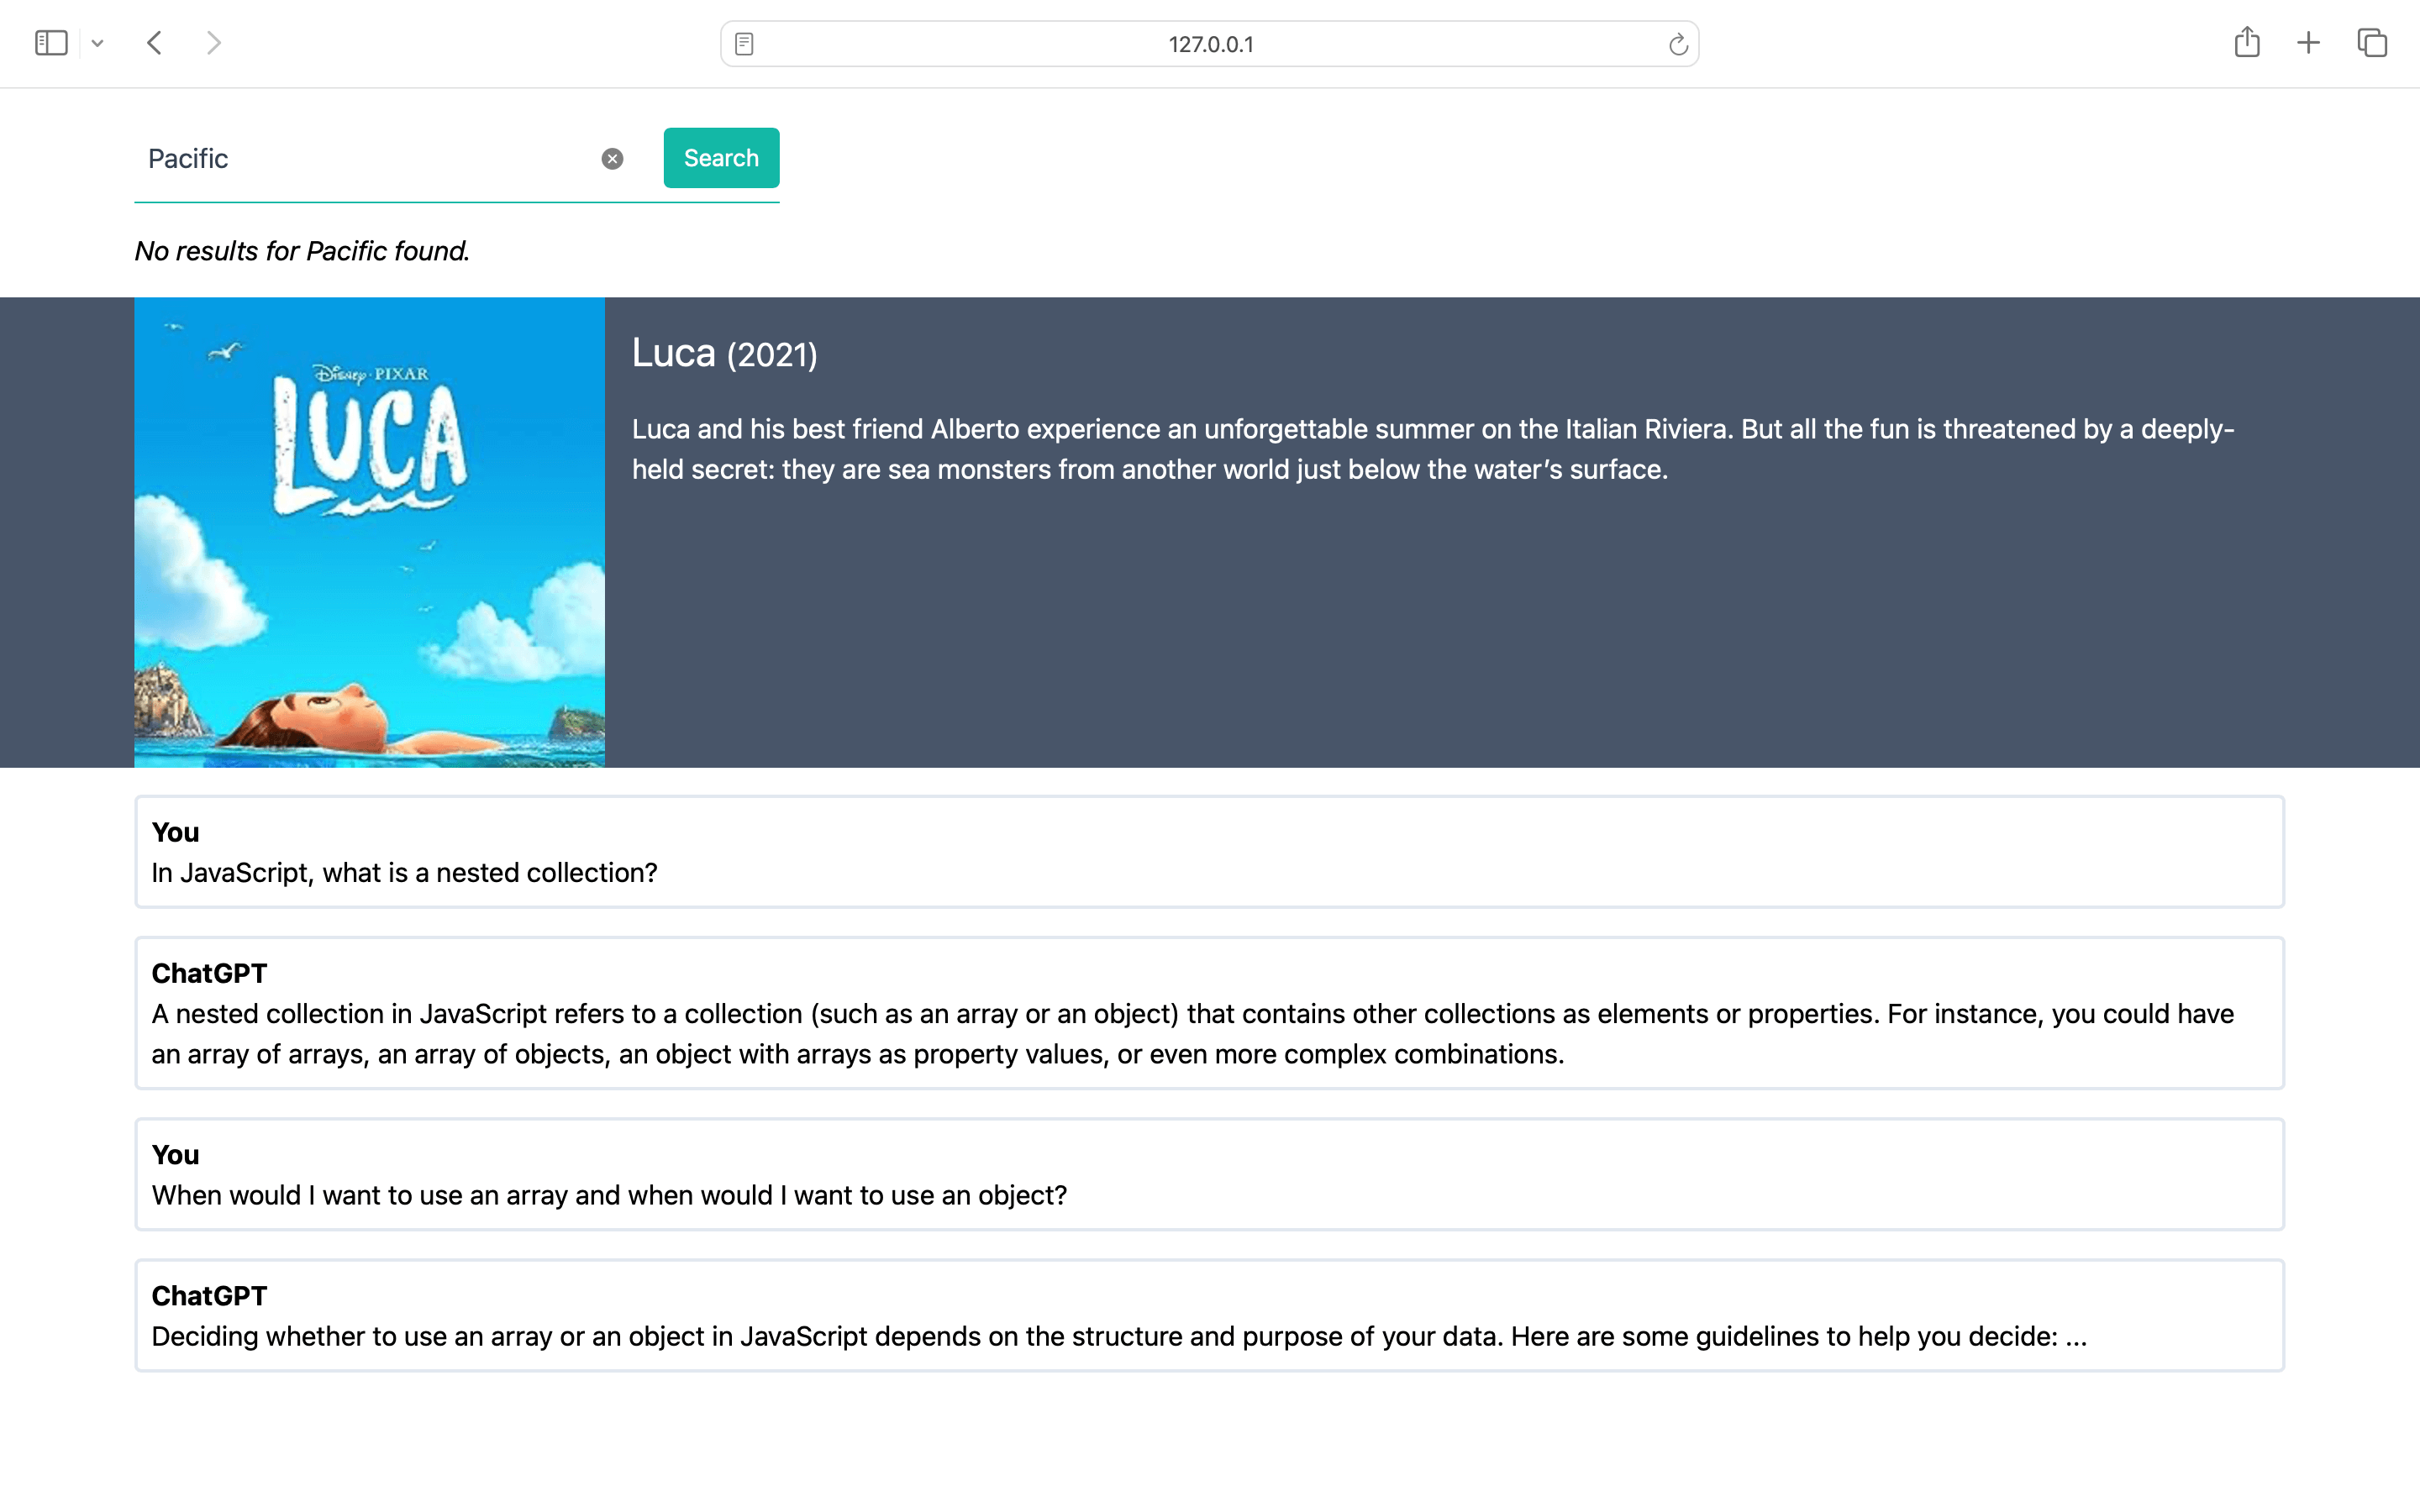 127.0.0.1
Pacific
Search
No results for Pacific found.
Disney · PIXAR
LUCA
Luca (2021)
Luca and his best friend Alberto experience an unforgettable summer on the Italian Riviera. But all the fun is threatened by a deeply-
held secret: they are sea monsters from another world just below the water’s surface.
You
In JavaScript, what is a nested collection?
ChatGPT
A nested collection in JavaScript refers to a collection (such as an array or an object) that contains other collections as elements or properties. For instance, you could have
an array of arrays, an array of objects, an object with arrays as property values, or even more complex combinations.
You
When would I want to use an array and when would I want to use an object?
ChatGPT
Deciding whether to use an array or an object in JavaScript depends on the structure and purpose of your data. Here are some guidelines to help you decide: ...